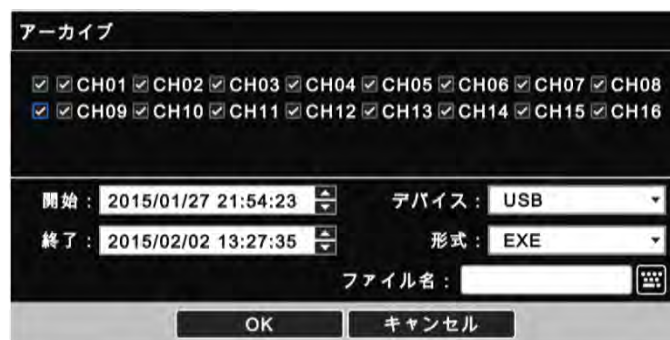 アーカイブ
CH01 CH02 CH03 CH04 CH05 CH06 CH07 CH08
CH09 CH10 CH11 CH12 CH13 CH14 CH15 CH16
開始: 2015/01/27 21:54:23 デバイス: USB
終了: 2015/02/02 13:27:35 形式: EXE
ファイル名:
OK キャンセル